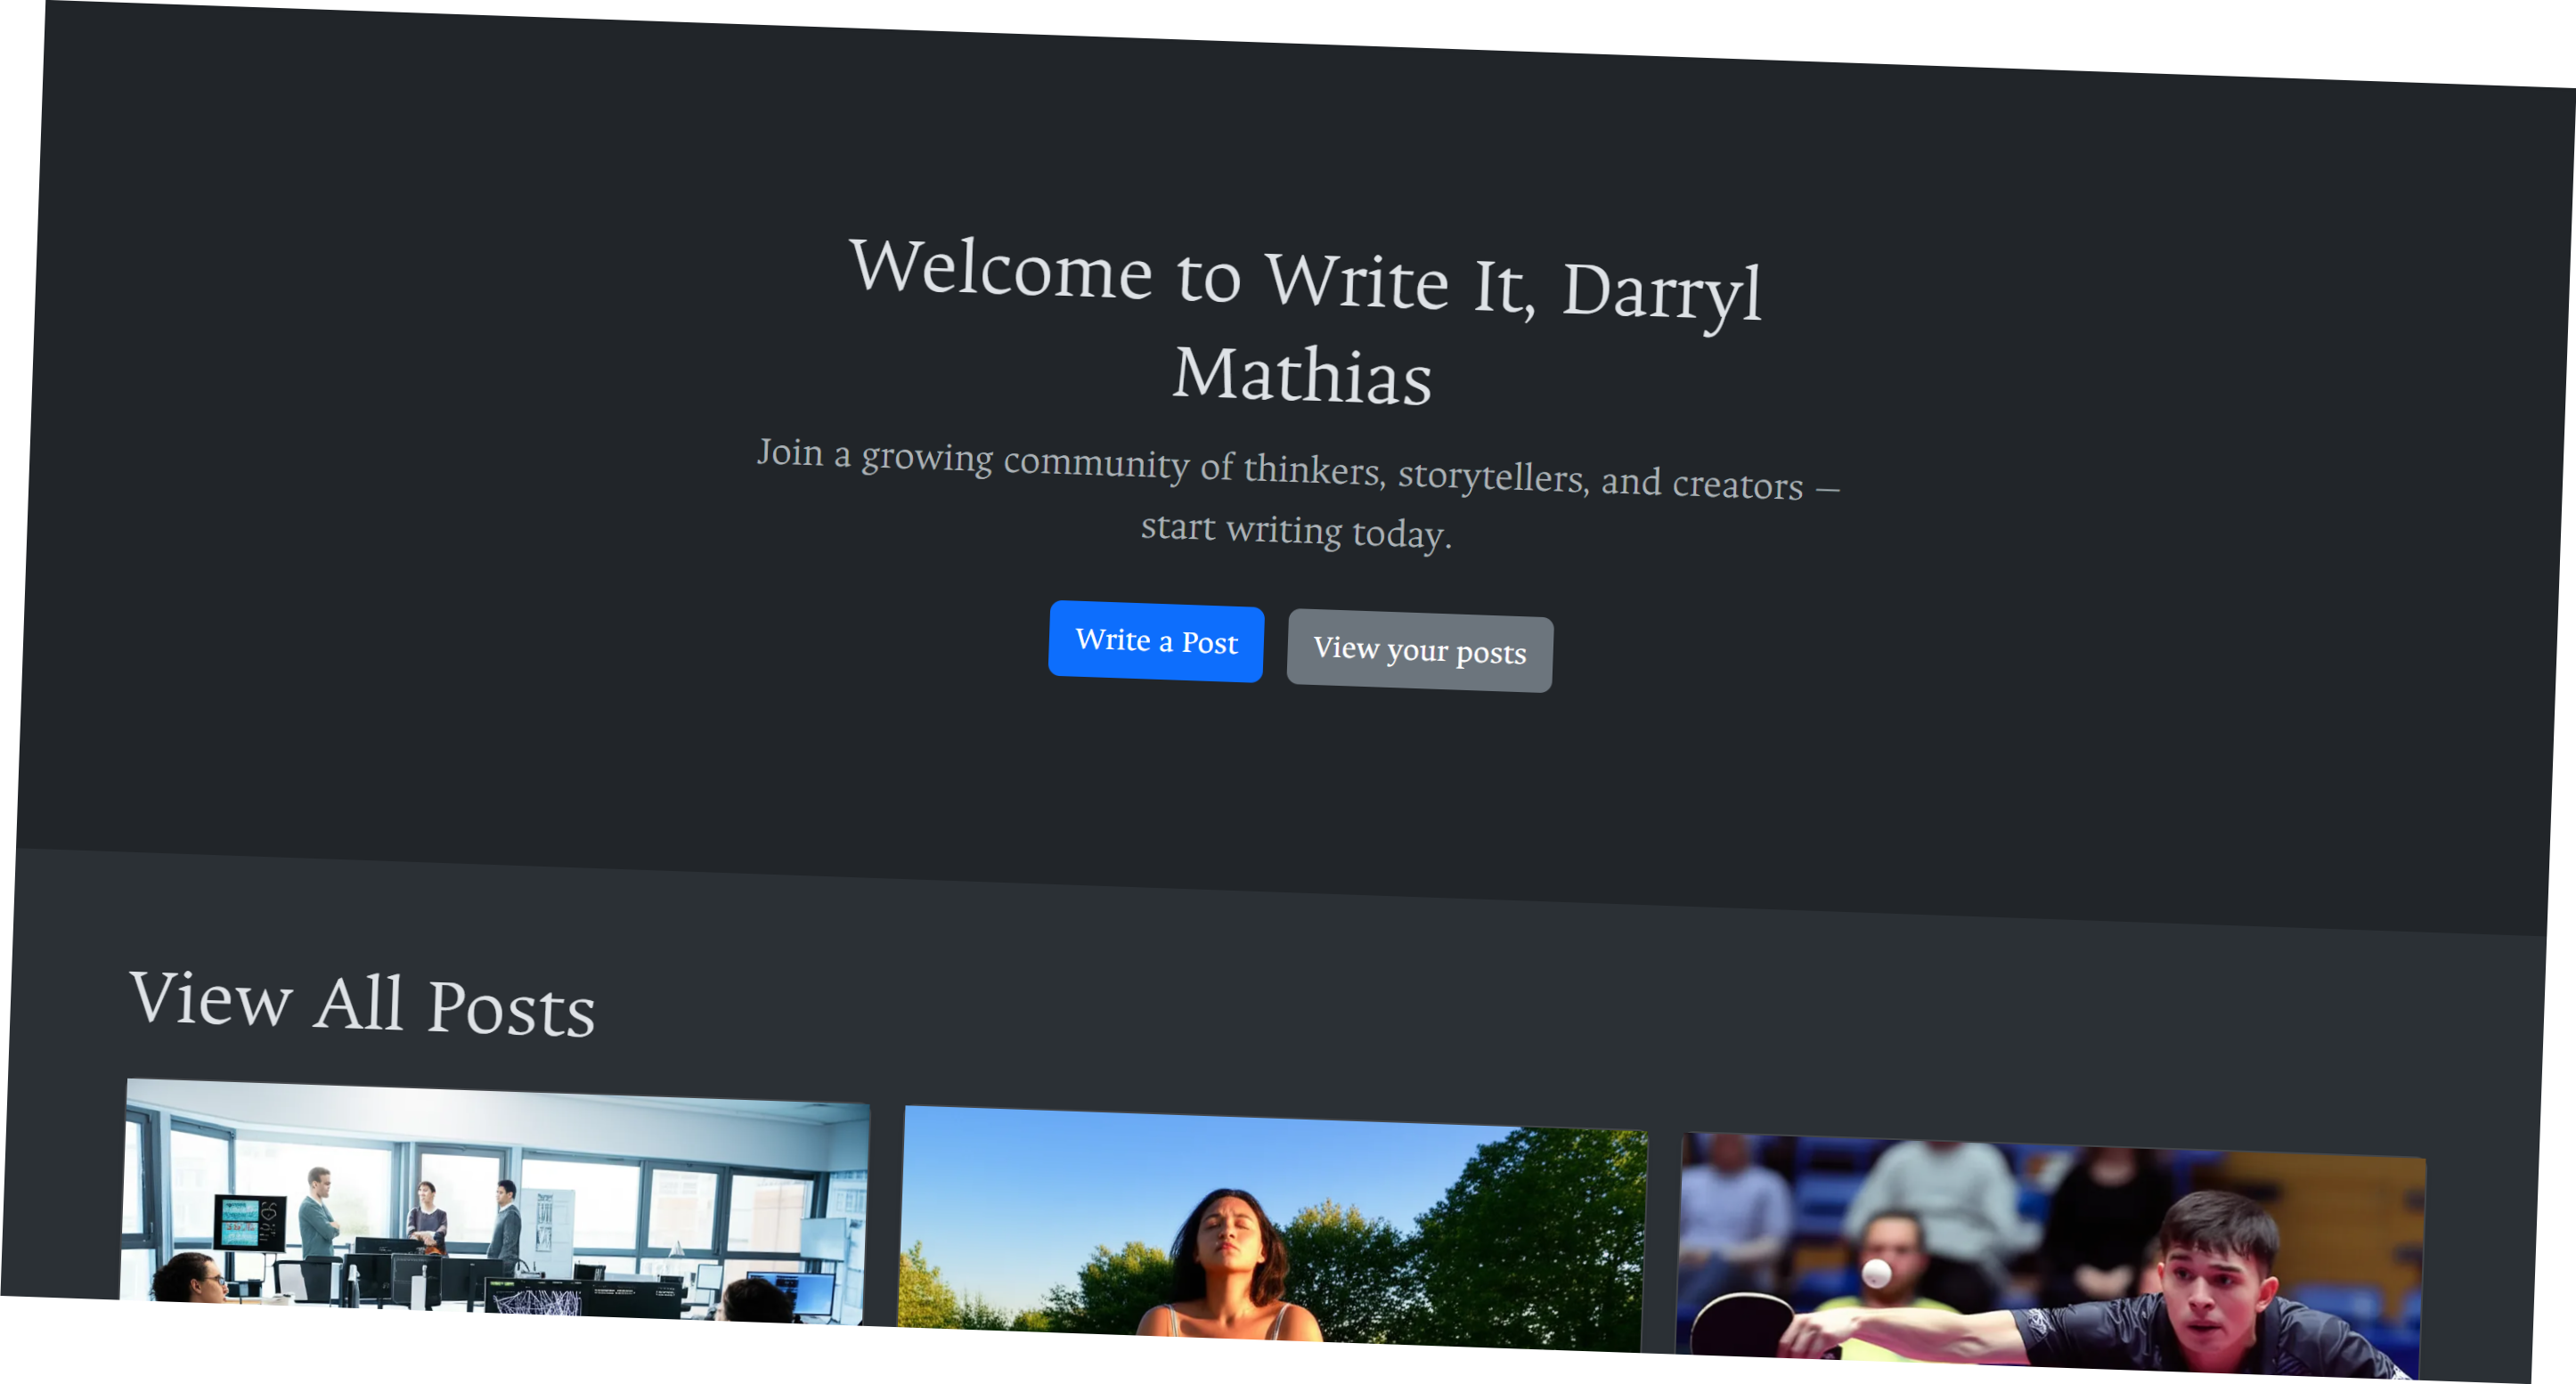 Welcome to Write It, Darryl
Mathias
Join a growing community of thinkers, storytellers, and creators —
start writing today.
Write a Post
View your posts
View All Posts